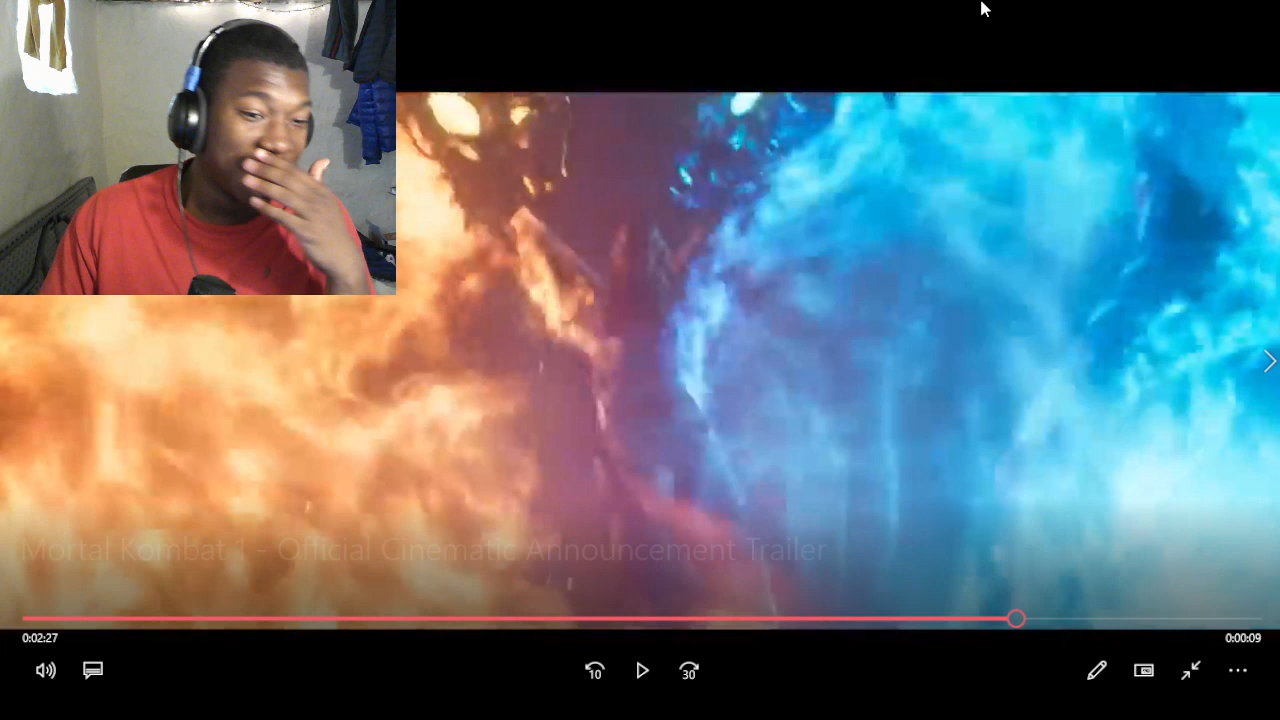 Mortal Kombat 1 - Official Cinematic Announcement Trailer
0:02:27
0:00:09
10
30